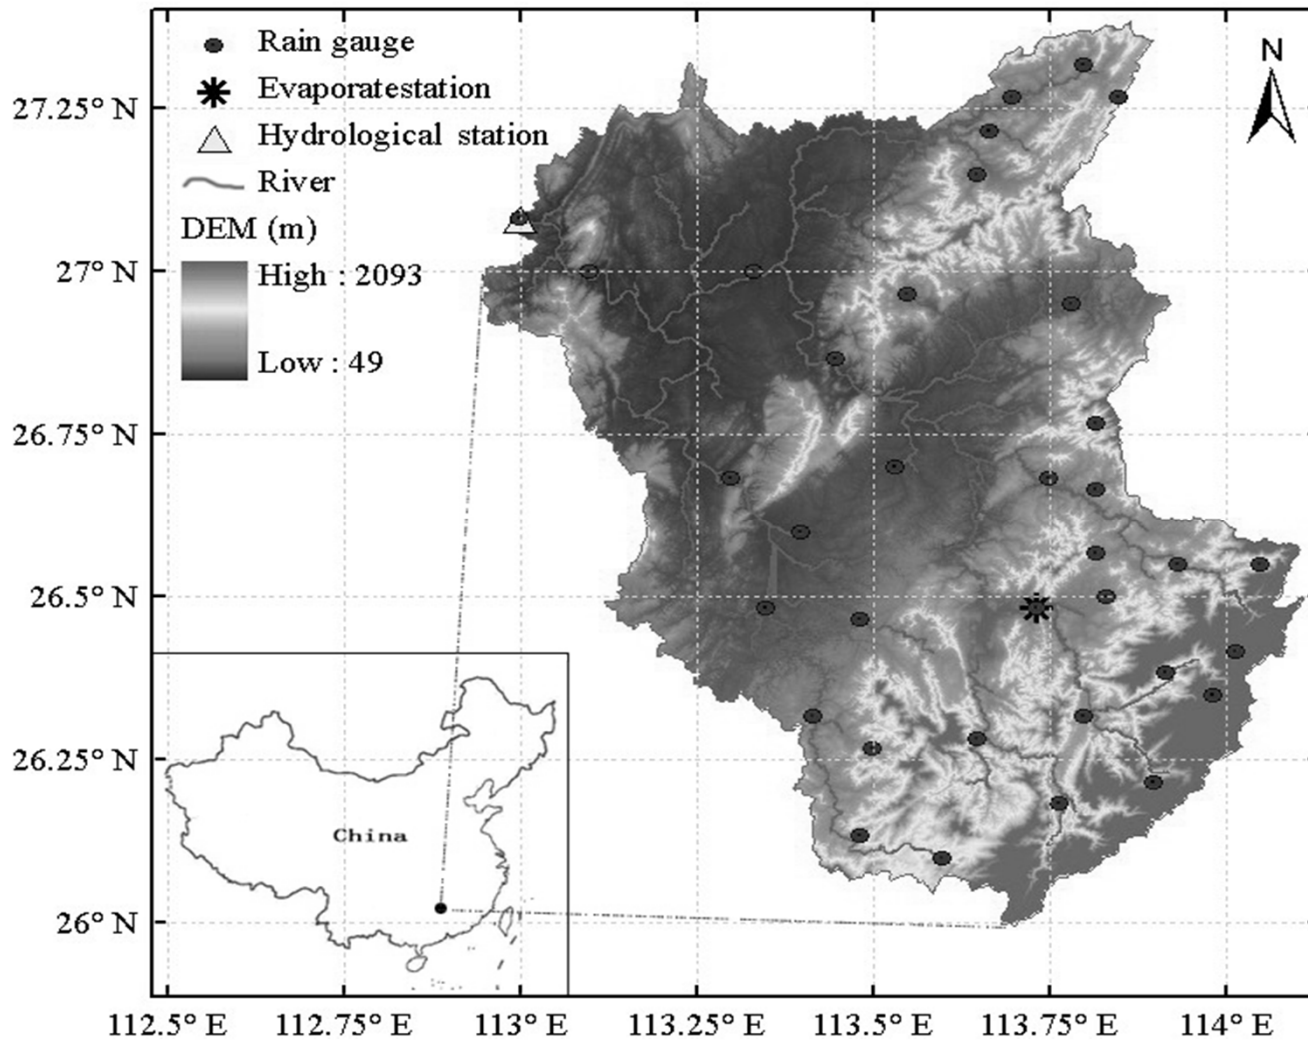 Rain gauge
Evaporatestation
Hydrological station
River
DEM (m)
High : 2093
Low : 49
N
27.25° N
27° N
26.75° N
26.5° N
26.25° N
26° N
China
112.5° E 112.75° E 113° E 113.25° E 113.5° E 113.75° E 114° E